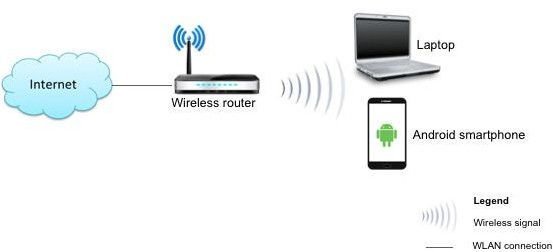 Laptop
Internet
Wireless router
Android smartphone
Legend
Wireless signal
WLAN connection